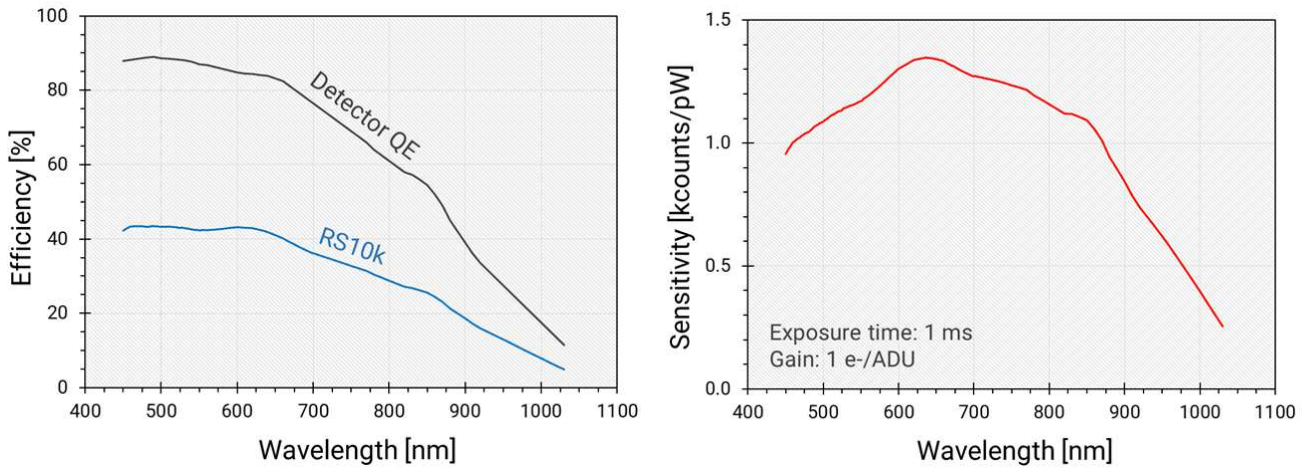 100
80
60
40
20
0
Efficiency [%]
Detector QE
RS10k
400 500 600 700 800 900 1000 1100
Wavelength [nm]
1.5
1.0
0.5
0.0
Sensitivity [kcounts/pW]
Exposure time: 1 ms
Gain: 1 e-/ADU
400 500 600 700 800 900 1000 1100
Wavelength [nm]